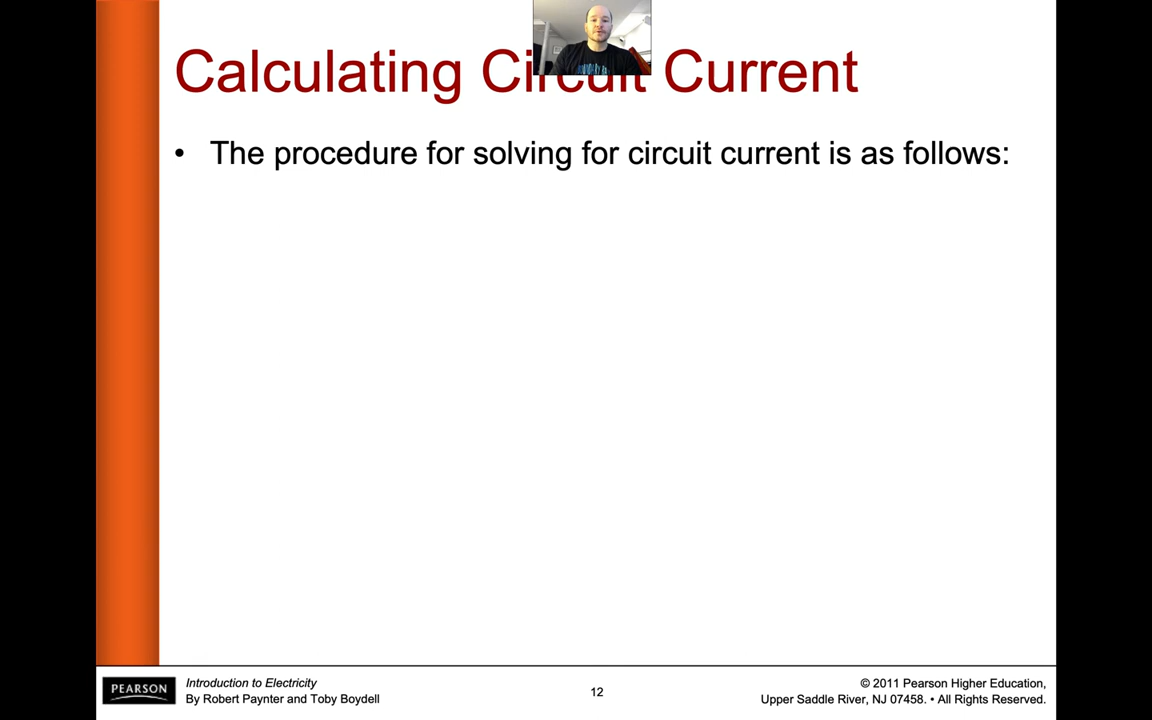 Calculating Circuit Current
• The procedure for solving for circuit current is as follows:
PEARSON
Introduction to Electricity
By Robert Paynter and Toby Boydell
12
© 2011 Pearson Higher Education,
Upper Saddle River, NJ 07458. • All Rights Reserved.